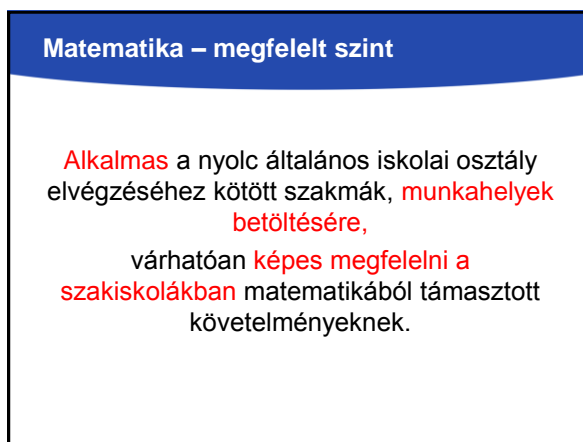 Matematika – megfelelt szint
Alkalmas a nyolc általános iskolai osztály
elvégzéséhez kötött szakmák, munkahelyek
betöltésére,
várhatóan képes megfelelni a
szakiskolákban matematikából támasztott
követelményeknek.